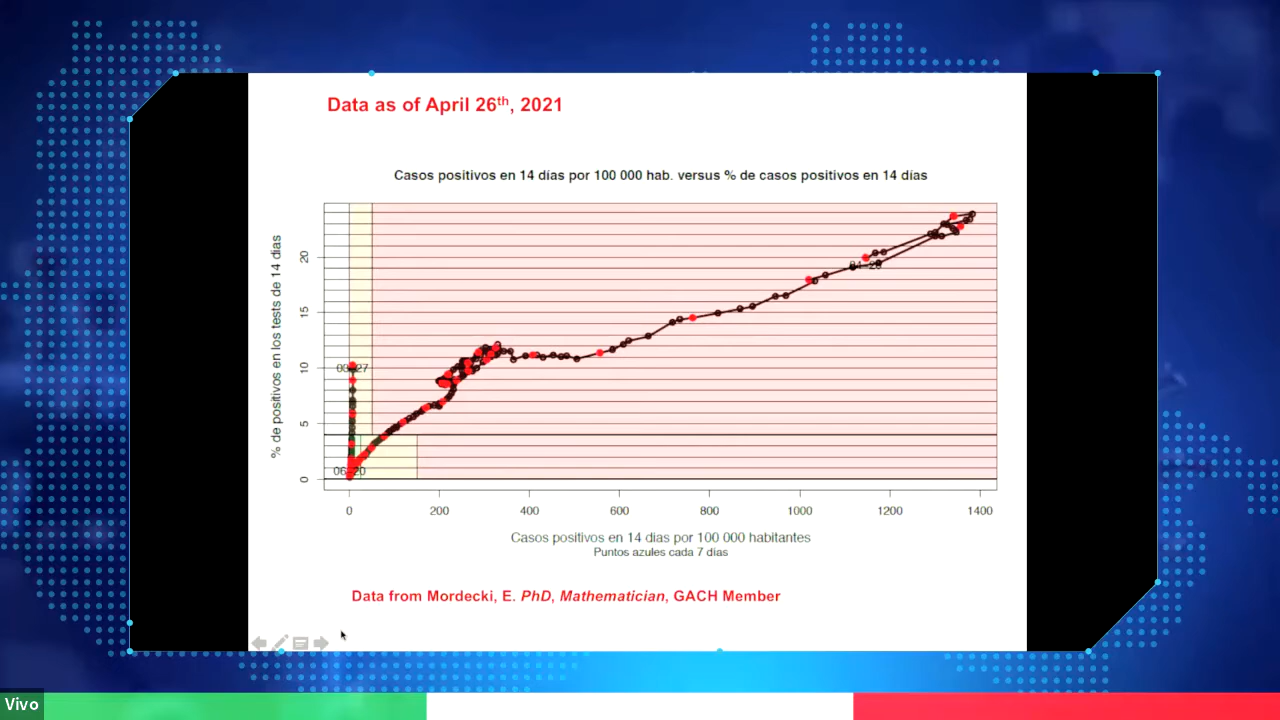 Data as of April 26th, 2021
Casos positivos en 14 días por 100 000 hab. versus % de casos positivos en 14 días
% de positivos en los tests de 14 días
20
15
10
5
0
0
200
400
600
800
1000
1200
1400
Casos positivos en 14 dias por 100 000 habitantes
Puntos azules cada 7 dias
Data from Mordecki, E. PhD, Mathematician, GACH Member
Vivo